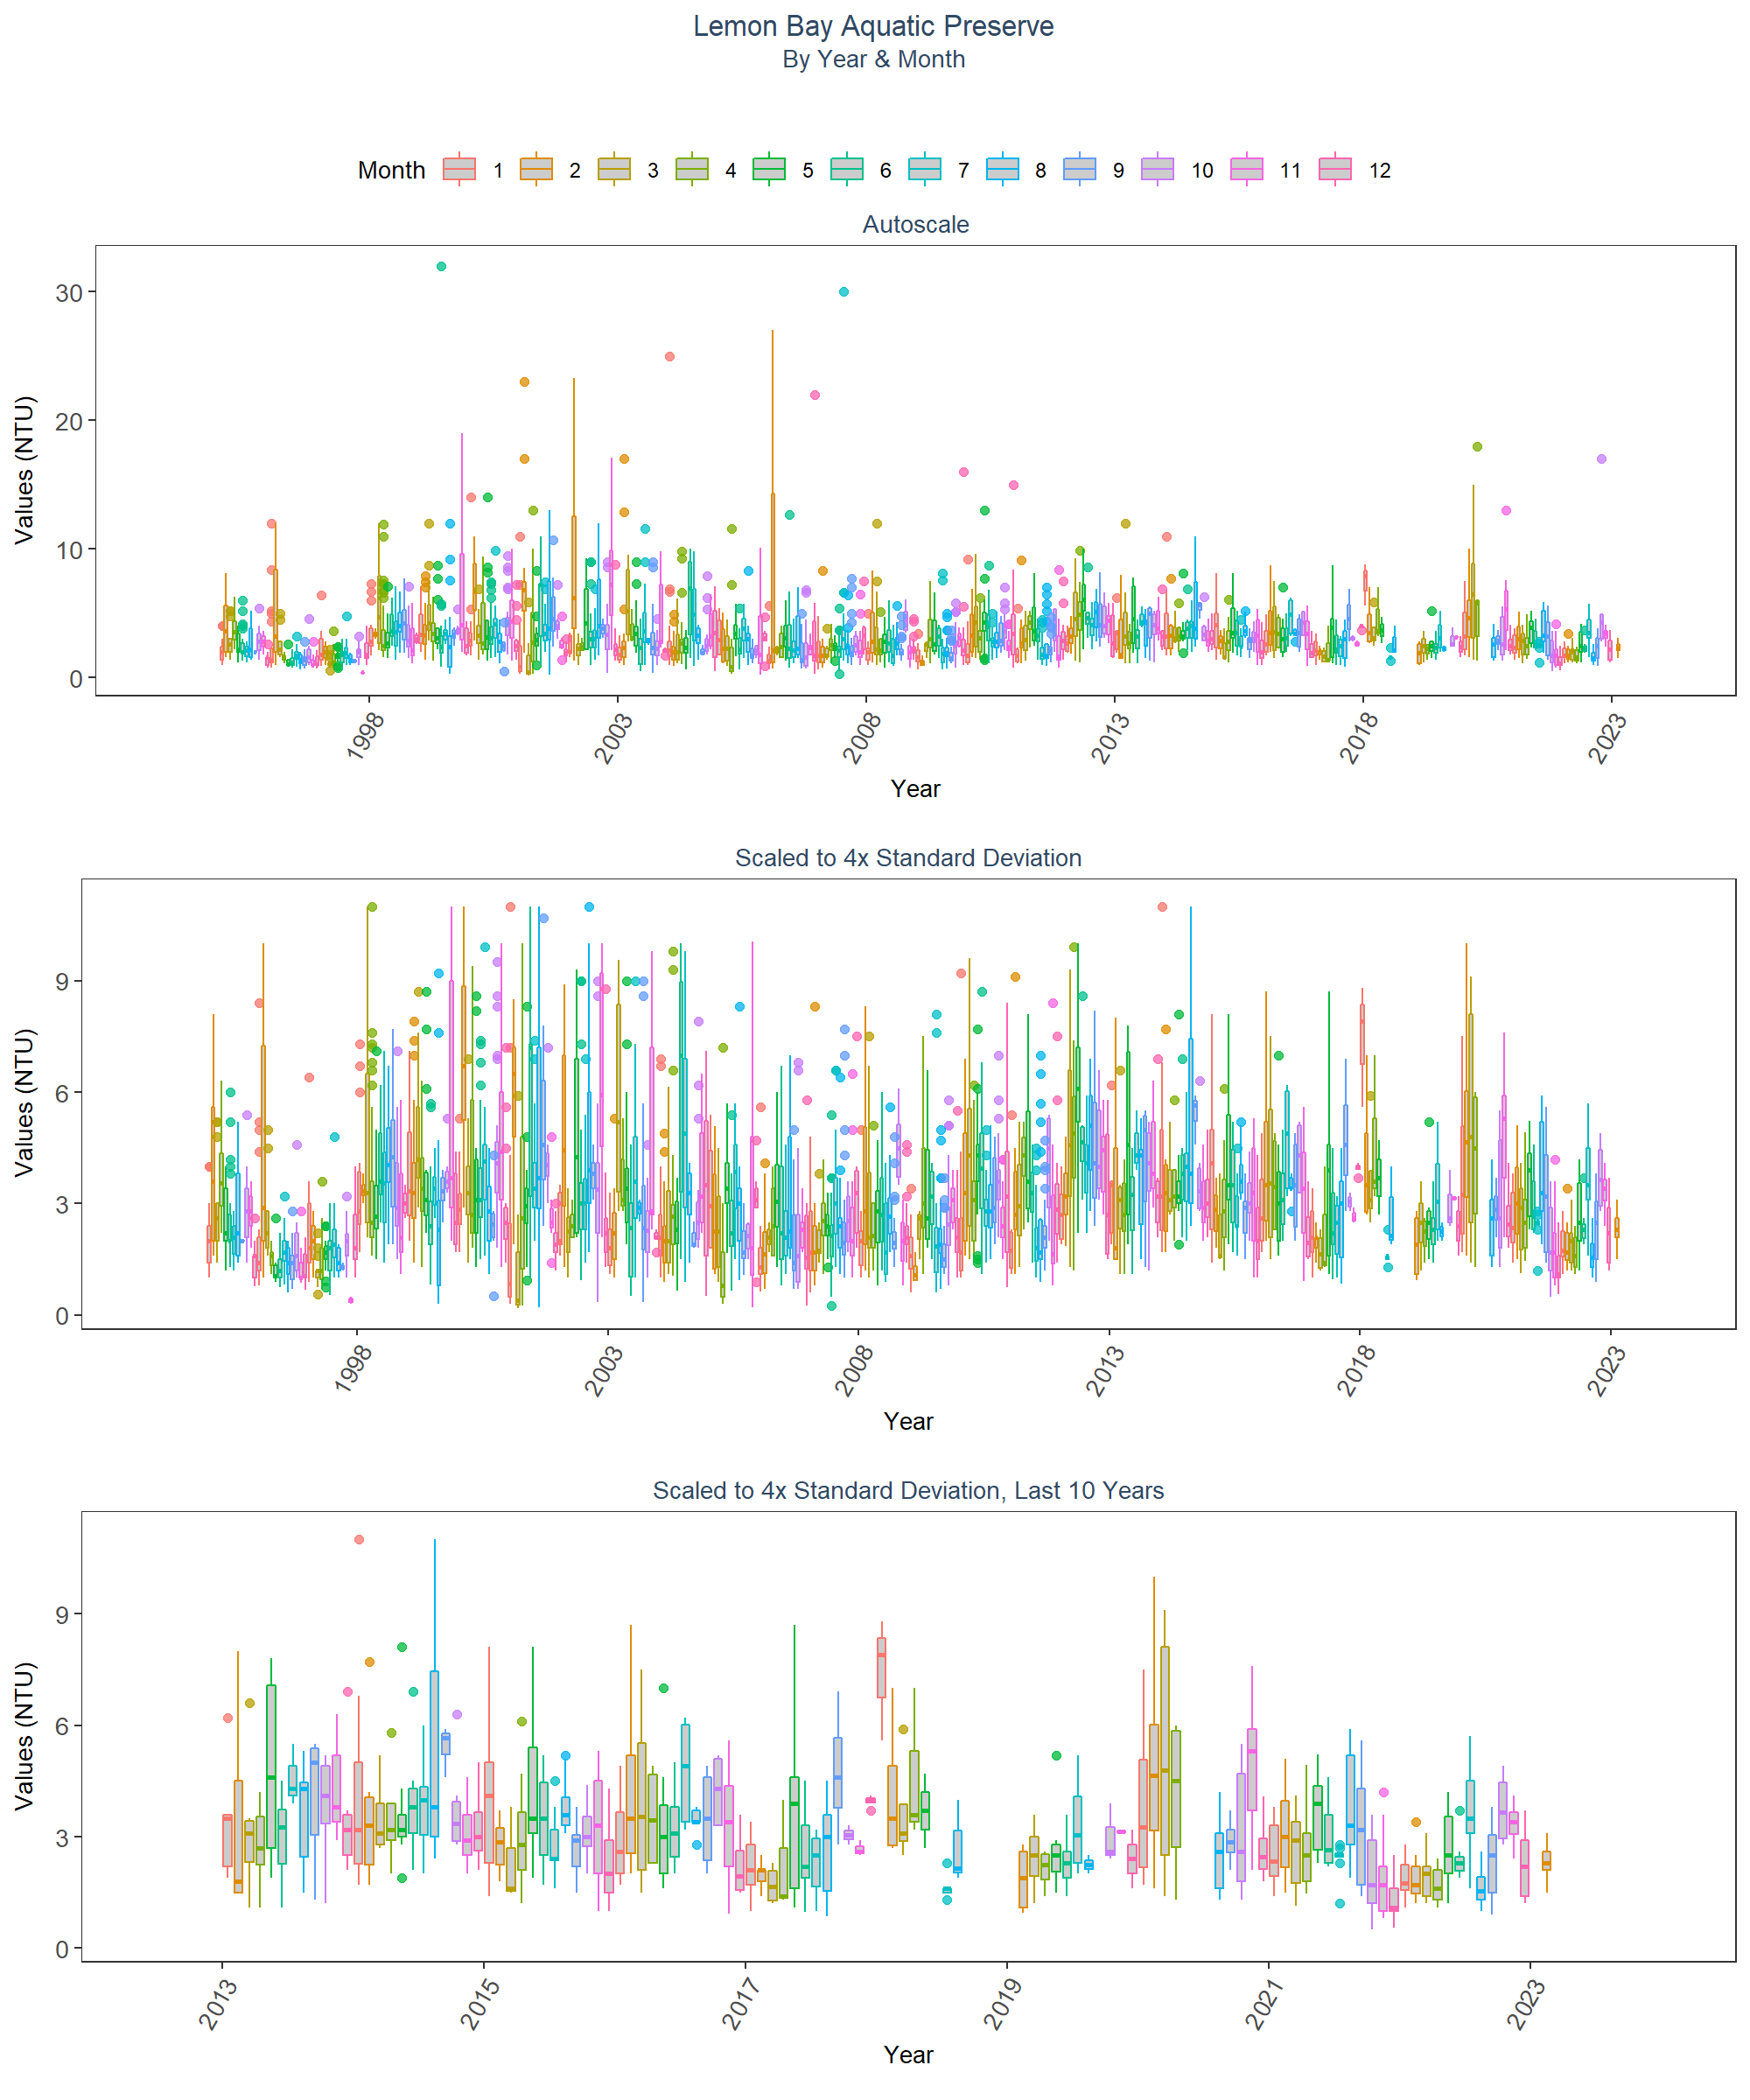 Lemon Bay Aquatic Preserve
By Year & Month
Month 1 2 3 4 5 6 7 8 9 10 11 12
Autoscale
Values (NTU)
30
20
10
0
1998 2003 2008 2013 2018 2023
Year
Scaled to 4x Standard Deviation
Values (NTU)
9
6
3
0
1998 2003 2008 2013 2018 2023
Year
Scaled to 4x Standard Deviation, Last 10 Years
Values (NTU)
9
6
3
0
2013 2015 2017 2019 2021 2023
Year